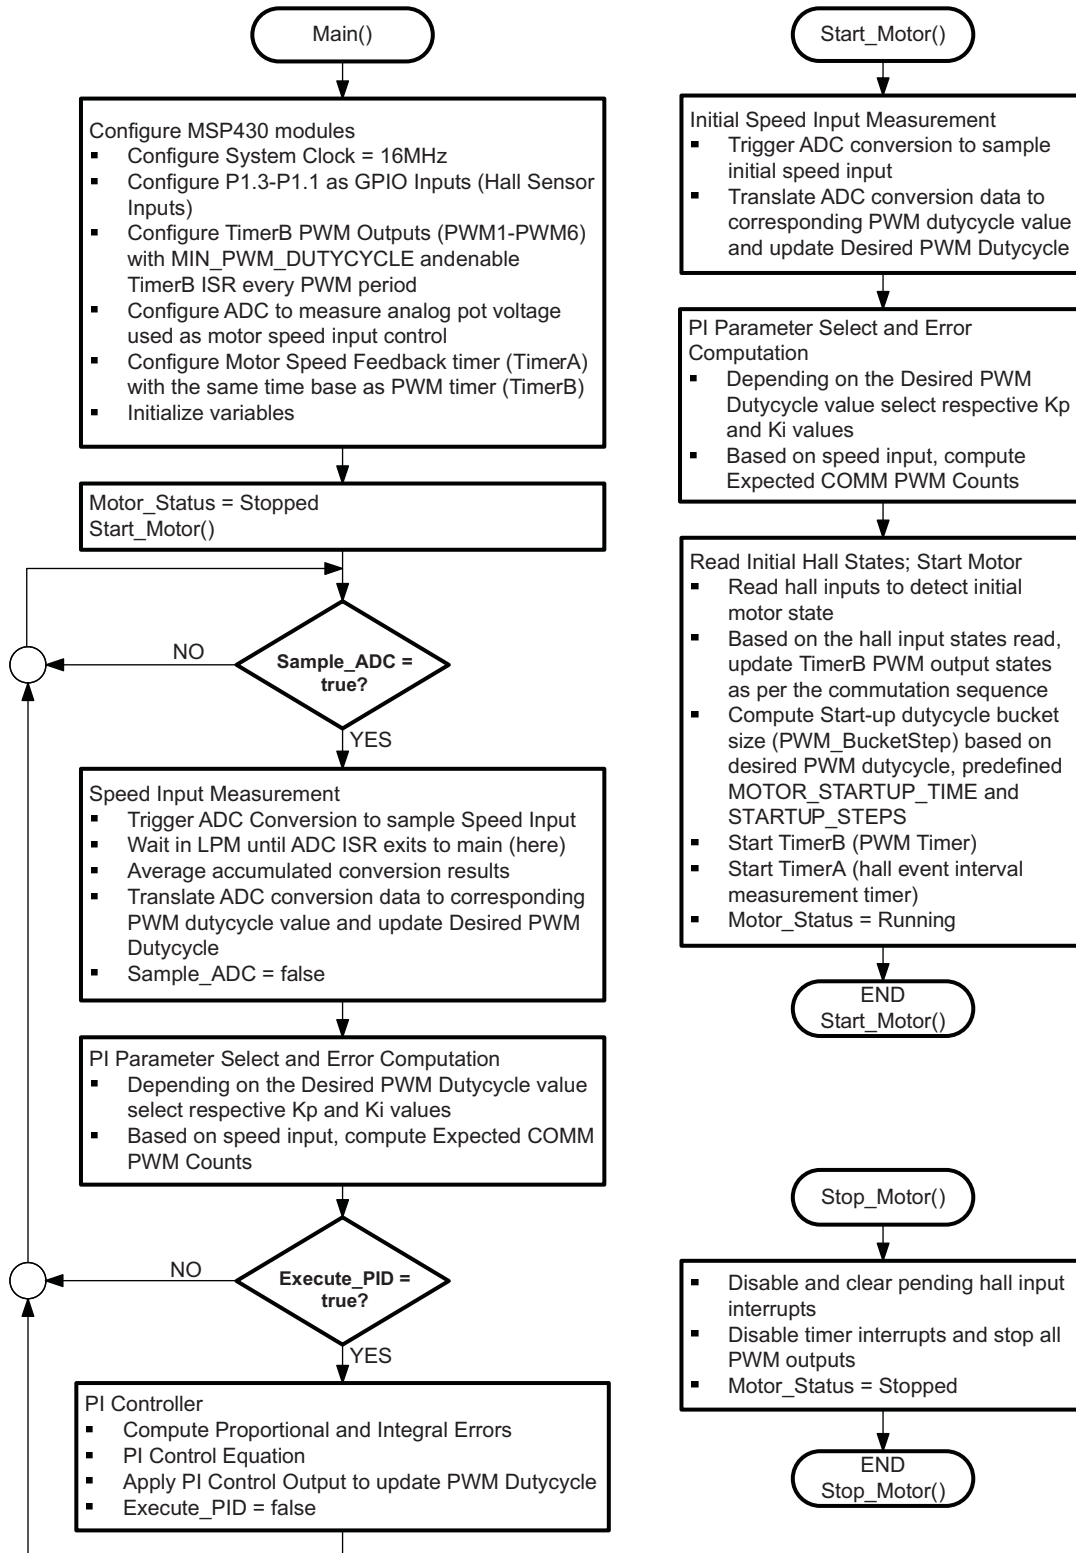 Main()
Configure MSP430 modules
▪ Configure System Clock = 16MHz
▪ Configure P1.3-P1.1 as GPIO Inputs (Hall Sensor
Inputs)
▪ Configure TimerB PWM Outputs (PWM1-PWM6)
with MIN_PWM_DUTYCYCLE andenable
TimerB ISR every PWM period
▪ Configure ADC to measure analog pot voltage
used as motor speed input control
▪ Configure Motor Speed Feedback timer (TimerA)
with the same time base as PWM timer (TimerB)
▪ Initialize variables
Motor_Status = Stopped
Start_Motor()
NO
Sample_ADC =
true?
YES
Speed Input Measurement
▪ Trigger ADC Conversion to sample Speed Input
▪ Wait in LPM until ADC ISR exits to main (here)
▪ Average accumulated conversion results
▪ Translate ADC conversion data to corresponding
PWM dutycycle value and update Desired PWM
Dutycycle
▪ Sample_ADC = false
PI Parameter Select and Error Computation
▪ Depending on the Desired PWM Dutycycle value
select respective Kp and Ki values
▪ Based on speed input, compute Expected COMM
PWM Counts
NO
Execute_PID =
true?
YES
PI Controller
▪ Compute Proportional and Integral Errors
▪ PI Control Equation
▪ Apply PI Control Output to update PWM Dutycycle
▪ Execute_PID = false
Start_Motor()
Initial Speed Input Measurement
▪ Trigger ADC conversion to sample
initial speed input
▪ Translate ADC conversion data to
corresponding PWM dutycycle value
and update Desired PWM Dutycycle
PI Parameter Select and Error
Computation
▪ Depending on the Desired PWM
Dutycycle value select respective Kp
and Ki values
▪ Based on speed input, compute
Expected COMM PWM Counts
Read Initial Hall States; Start Motor
▪ Read hall inputs to detect initial
motor state
▪ Based on the hall input states read,
update TimerB PWM output states
as per the commutation sequence
▪ Compute Start-up dutycycle bucket
size (PWM_BucketStep) based on
desired PWM dutycycle, predefined
MOTOR_STARTUP_TIME and
STARTUP_STEPS
▪ Start TimerB (PWM Timer)
▪ Start TimerA (hall event interval
measurement timer)
▪ Motor_Status = Running
END
Start_Motor()
Stop_Motor()
▪ Disable and clear pending hall input
interrupts
▪ Disable timer interrupts and stop all
PWM outputs
▪ Motor_Status = Stopped
END
Stop_Motor()